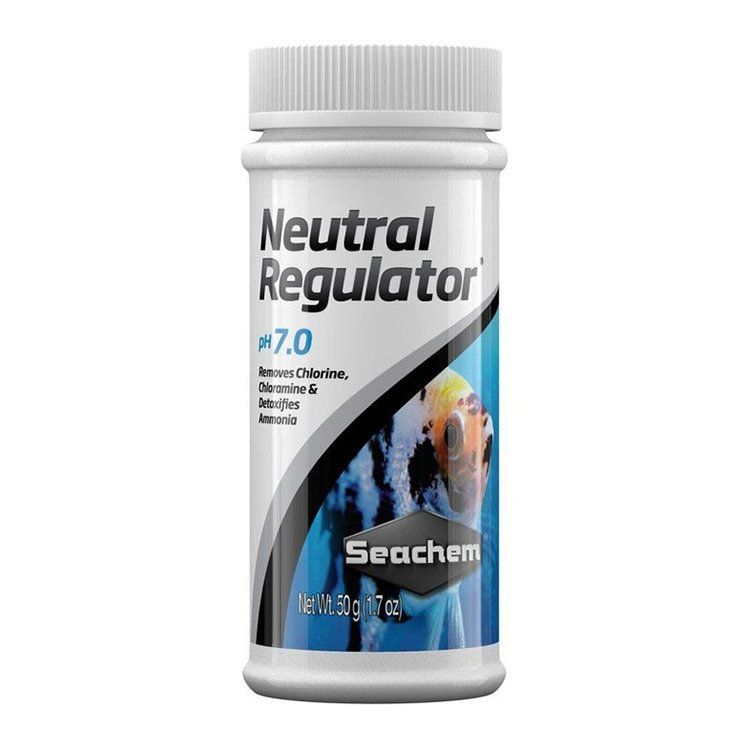 Neutral
Regulator®
pH 7.0
Removes Chlorine,
Chloramine &
Detoxifies
Ammonia
Seachem®
Net Wt. 50 g (1.7 oz)